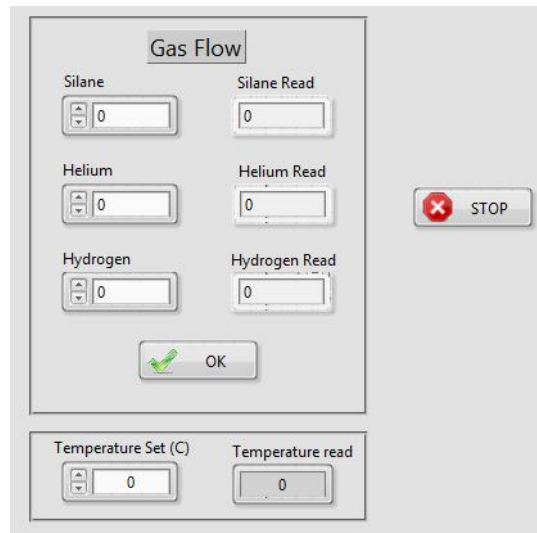 Gas Flow
Silane Silane Read
0 0
Helium Helium Read
0 0
STOP
Hydrogen Hydrogen Read
0 0
OK
Temperature Set (C) Temperature read
0 0